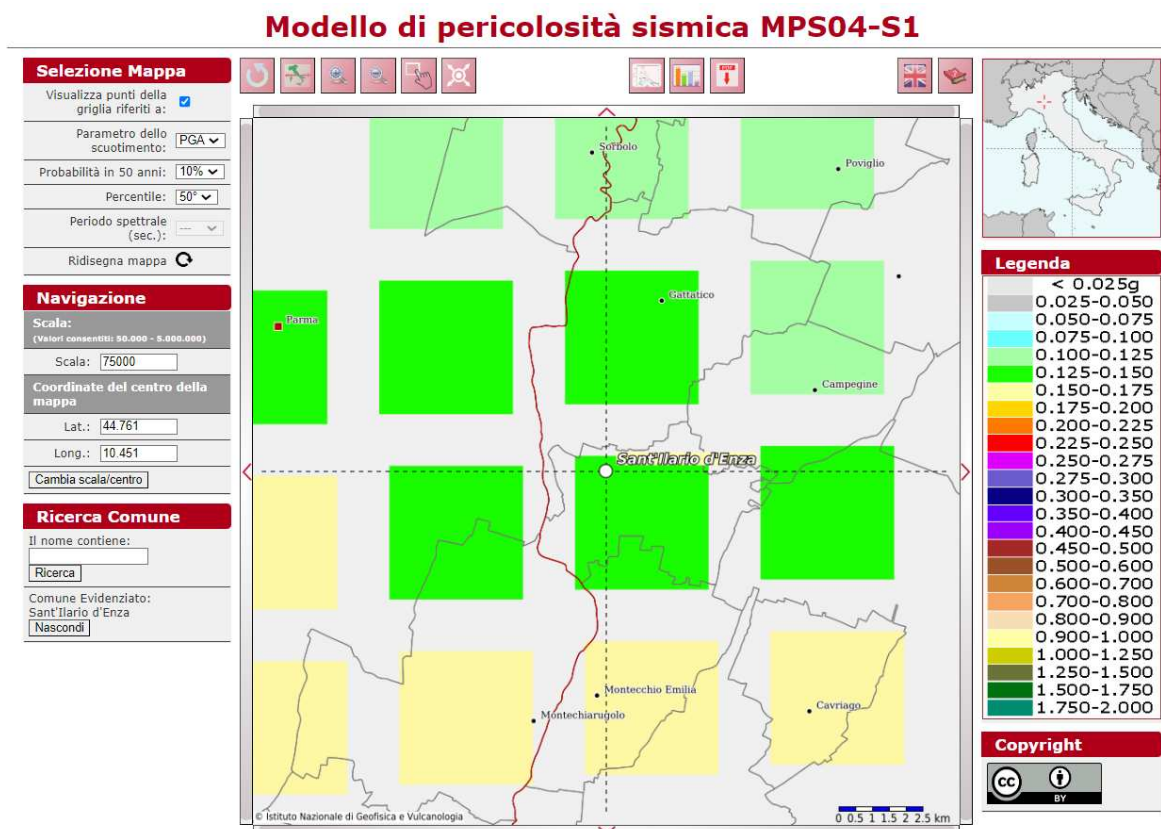 Modello di pericolosità sismica MPS04-S1
Selezione Mappa
Visualizza punti della
griglia riferiti a:
Parametro dello
scuotimento:
PGA
Probabilità in 50 anni:
10%
Percentile:
50°
Periodo spettrale
(sec.):
---
Ridisegna mappa
Navigazione
Scala:
(Valori consentiti: 50.000 - 5.000.000)
Scala:
75000
Coordinate del centro della
mappa
Lat.:
44.761
Long.:
10.451
Cambia scala/centro
Ricerca Comune
Il nome contiene:
Ricerca
Comune Evidenziato:
Sant'Ilario d'Enza
Nascondi
PDF
Sorbolo
Poviglio
Gattatico
Parma
Campegine
Sant'Ilario d'Enza
Montecchio Emilia
Montechiarugolo
Cavriago
© Istituto Nazionale di Geofisica e Vulcanologia
0 0.5 1 1.5 2 2.5 km
Legenda
< 0.025g
0.025-0.050
0.050-0.075
0.075-0.100
0.100-0.125
0.125-0.150
0.150-0.175
0.175-0.200
0.200-0.225
0.225-0.250
0.250-0.275
0.275-0.300
0.300-0.350
0.350-0.400
0.400-0.450
0.450-0.500
0.500-0.600
0.600-0.700
0.700-0.800
0.800-0.900
0.900-1.000
1.000-1.250
1.250-1.500
1.500-1.750
1.750-2.000
Copyright
cc
BY